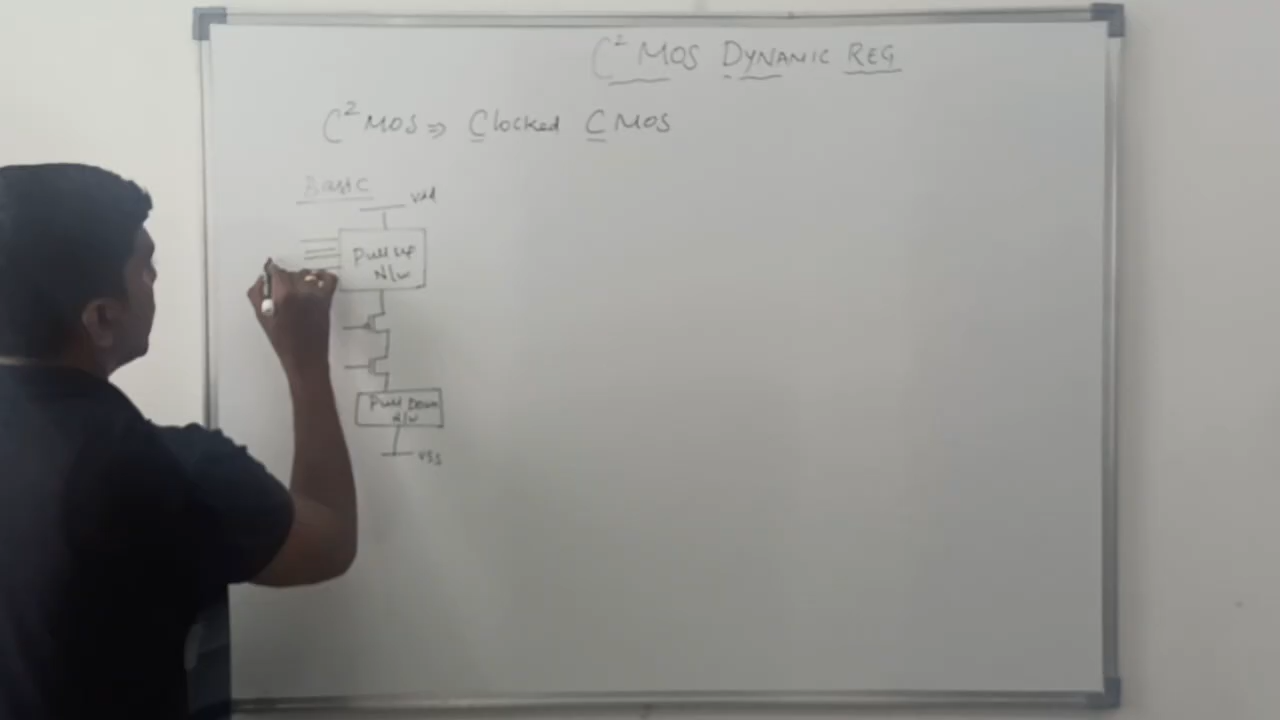 C² MOS DYNAMIC REG
C² MOS ⇒ Clocked CMOS
Basic
Vdd
Pull up
N/w
Pull Down
N/w
VSS